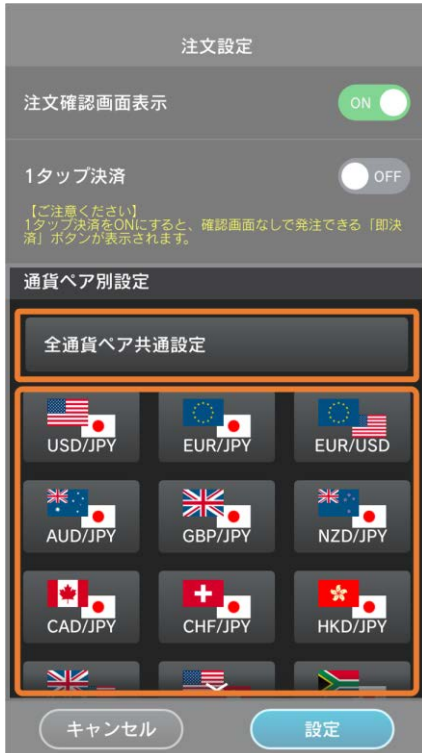 注文設定
注文確認画面表示
ON
1タップ決済
OFF
【ご注意ください】
1タップ決済をONにすると、確認画面なしで発注できる「即決
済」ボタンが表示されます。
通貨ペア別設定
全通貨ペア共通設定
USD/JPY EUR/JPY EUR/USD
AUD/JPY GBP/JPY NZD/JPY
CAD/JPY CHF/JPY HKD/JPY
キャンセル 設定